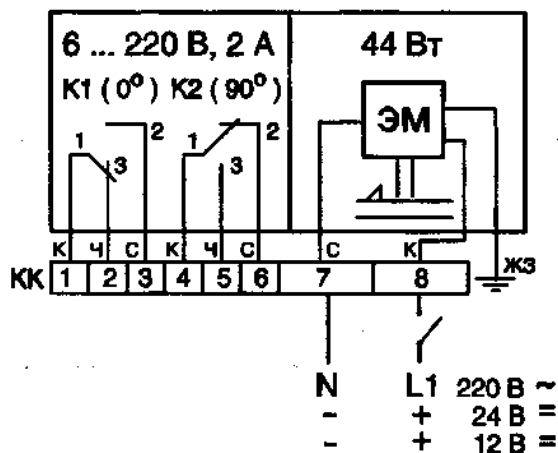 6 ... 220 В, 2 А
44 Вт
К1 (0°) К2 (90°)
ЭМ
1 2 3 1 2 3
К Ч С К Ч С С К
КК 1 2 3 4 5 6 7 8 ЖЗ
N L1 220 В ~
- + 24 В =
- + 12 В =